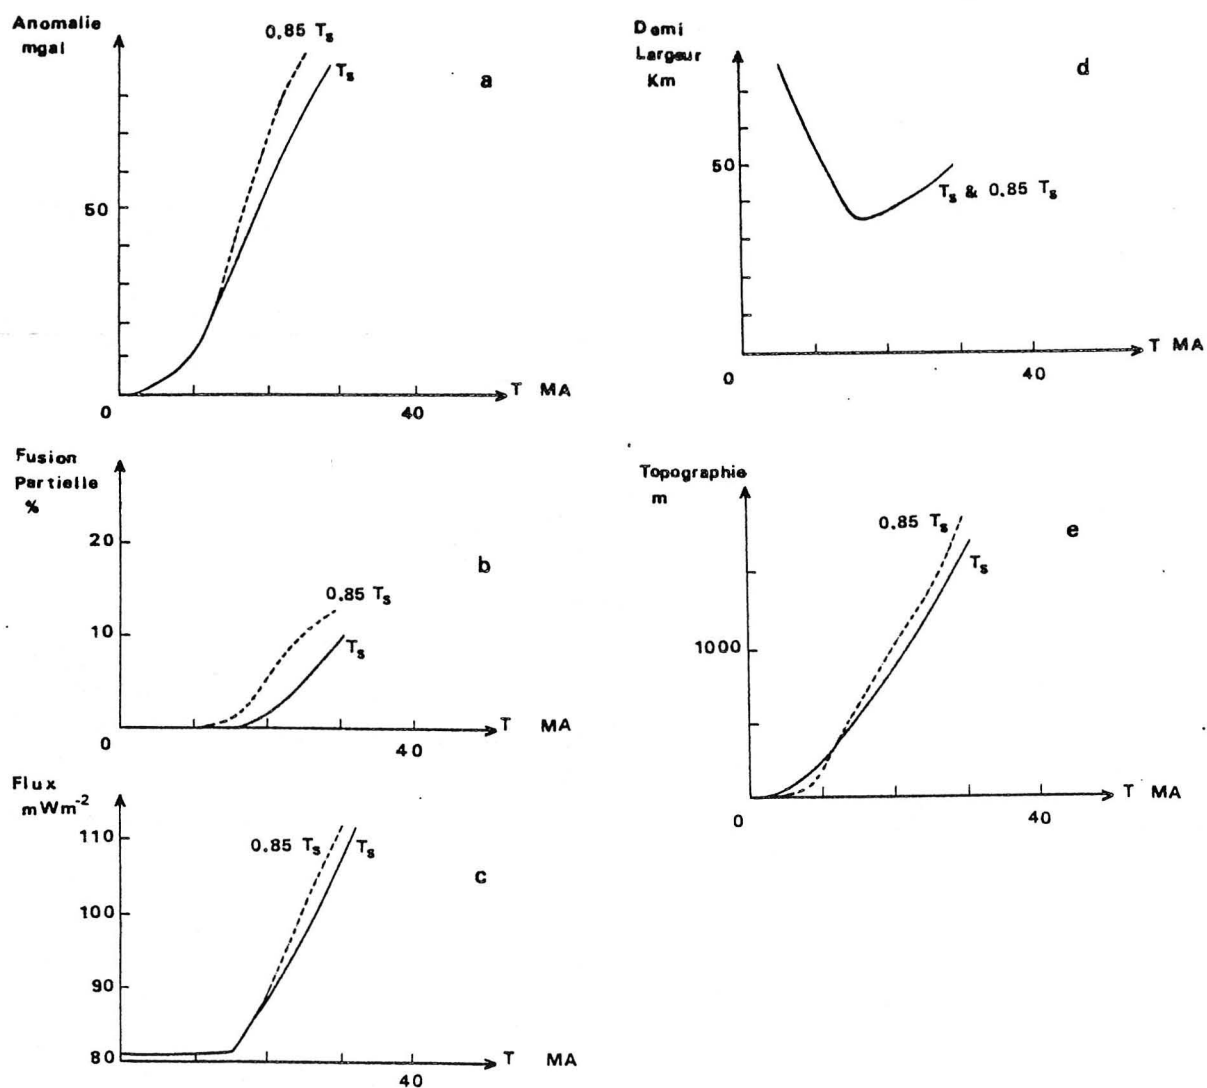 Anomalie
mgal
0.85 Ts
Ts
a
50
0
40
T MA
Demi
Largeur
Km
d
50
Ts & 0.85 Ts
0
40
T MA
Fusion
Partielle
%
20
b
0.85 Ts
10
Ts
0
40
T MA
Topographie
m
0.85 Ts
e
Ts
1000
0
40
T MA
Flux
mWm-2
110
0.85 Ts
Ts
c
100
90
80
40
T MA